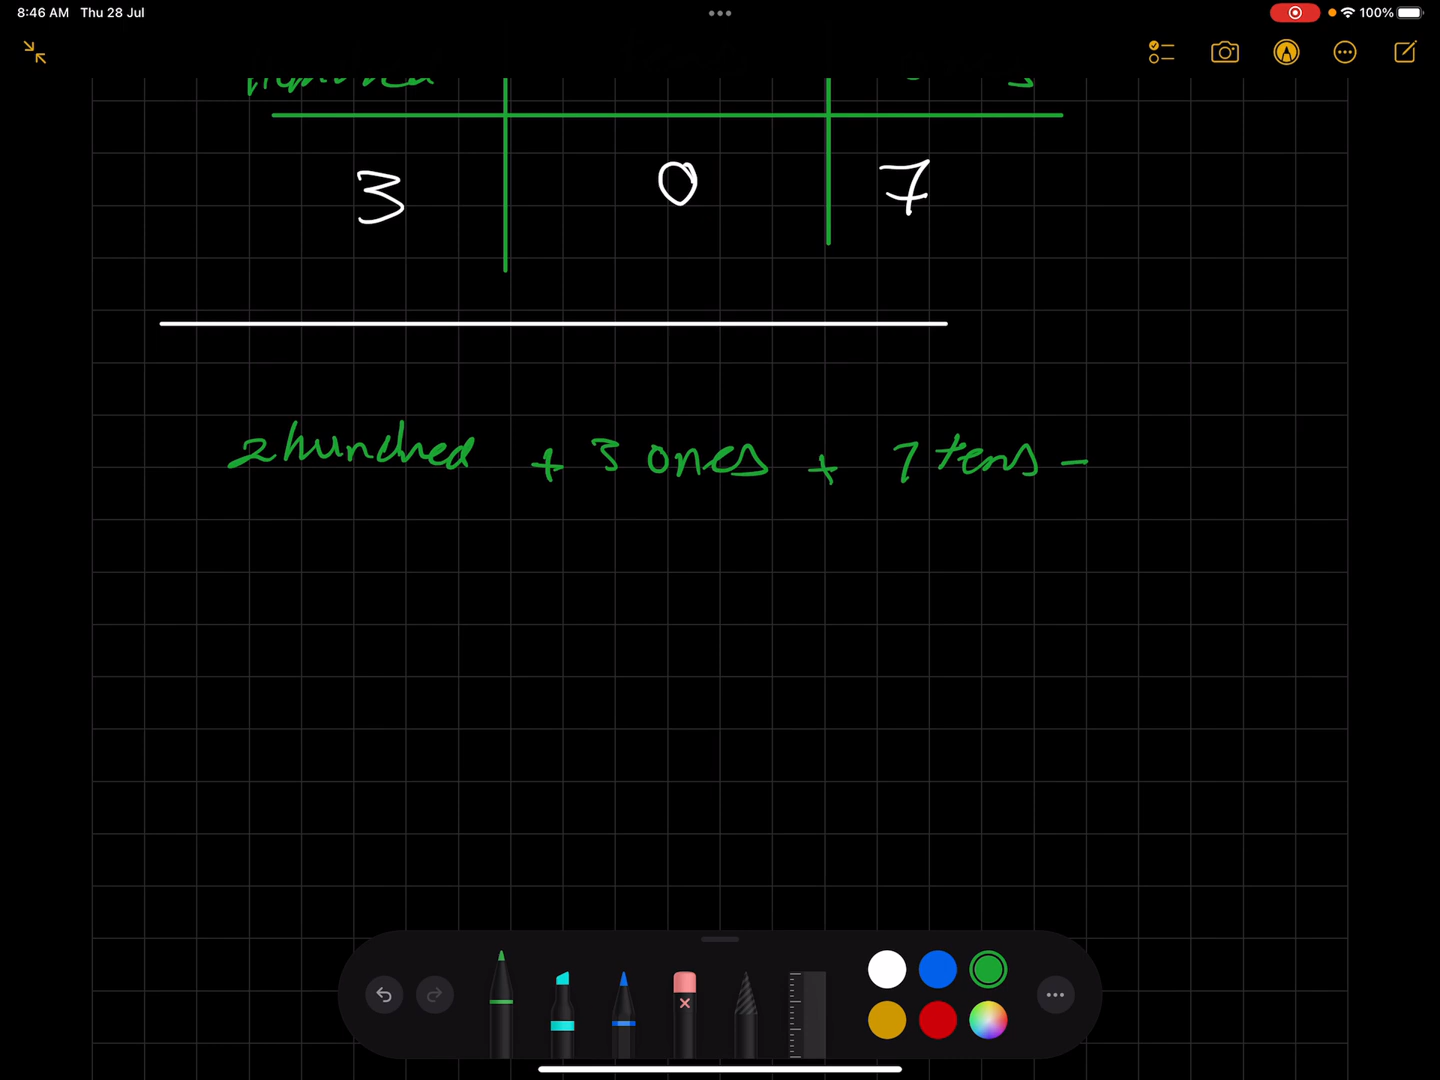 8:46 AM Thu 28 Jul 100%
3 0 7
2 hundred + 3 ones + 7 tens -